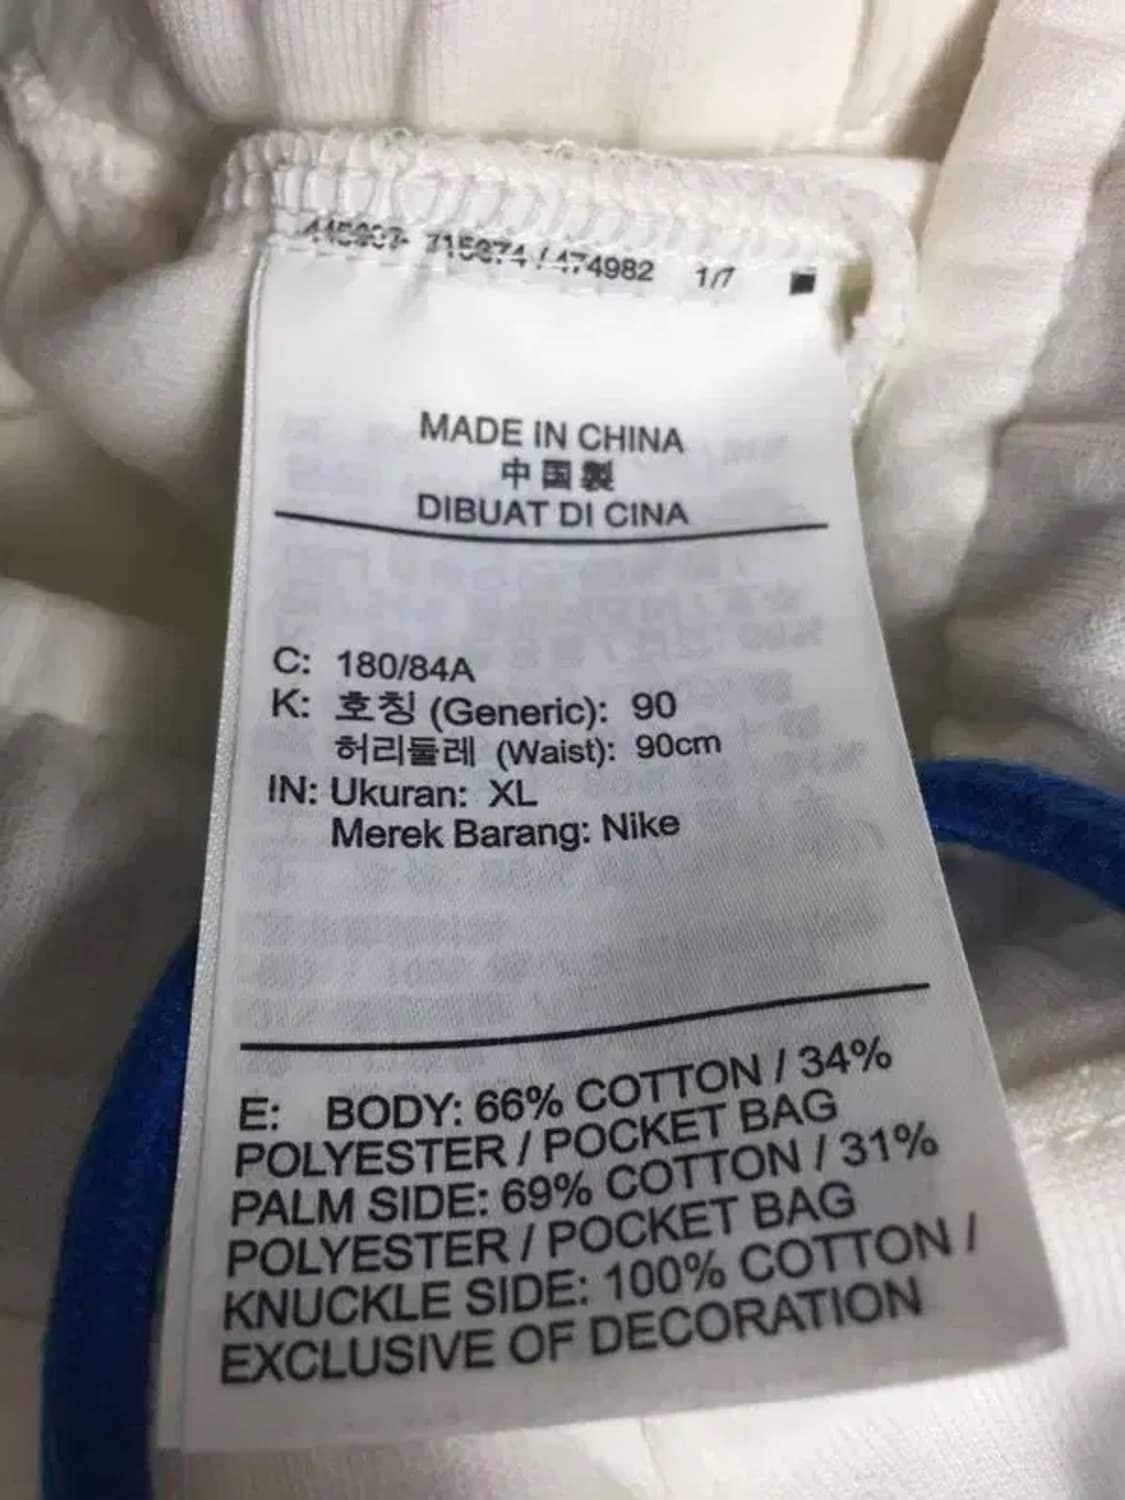 4982 1/7
MADE IN CHINA
中国製
DIBUAT DI CINA
C: 180/84A
K: 호칭 (Generic): 90
허리둘레 (Waist): 90cm
IN: Ukuran: XL
Merek Barang: Nike
E: BODY: 66% COTTON / 34%
POLYESTER / POCKET BAG
PALM SIDE: 69% COTTON / 31%
POLYESTER / POCKET BAG
KNUCKLE SIDE: 100% COTTON /
EXCLUSIVE OF DECORATION